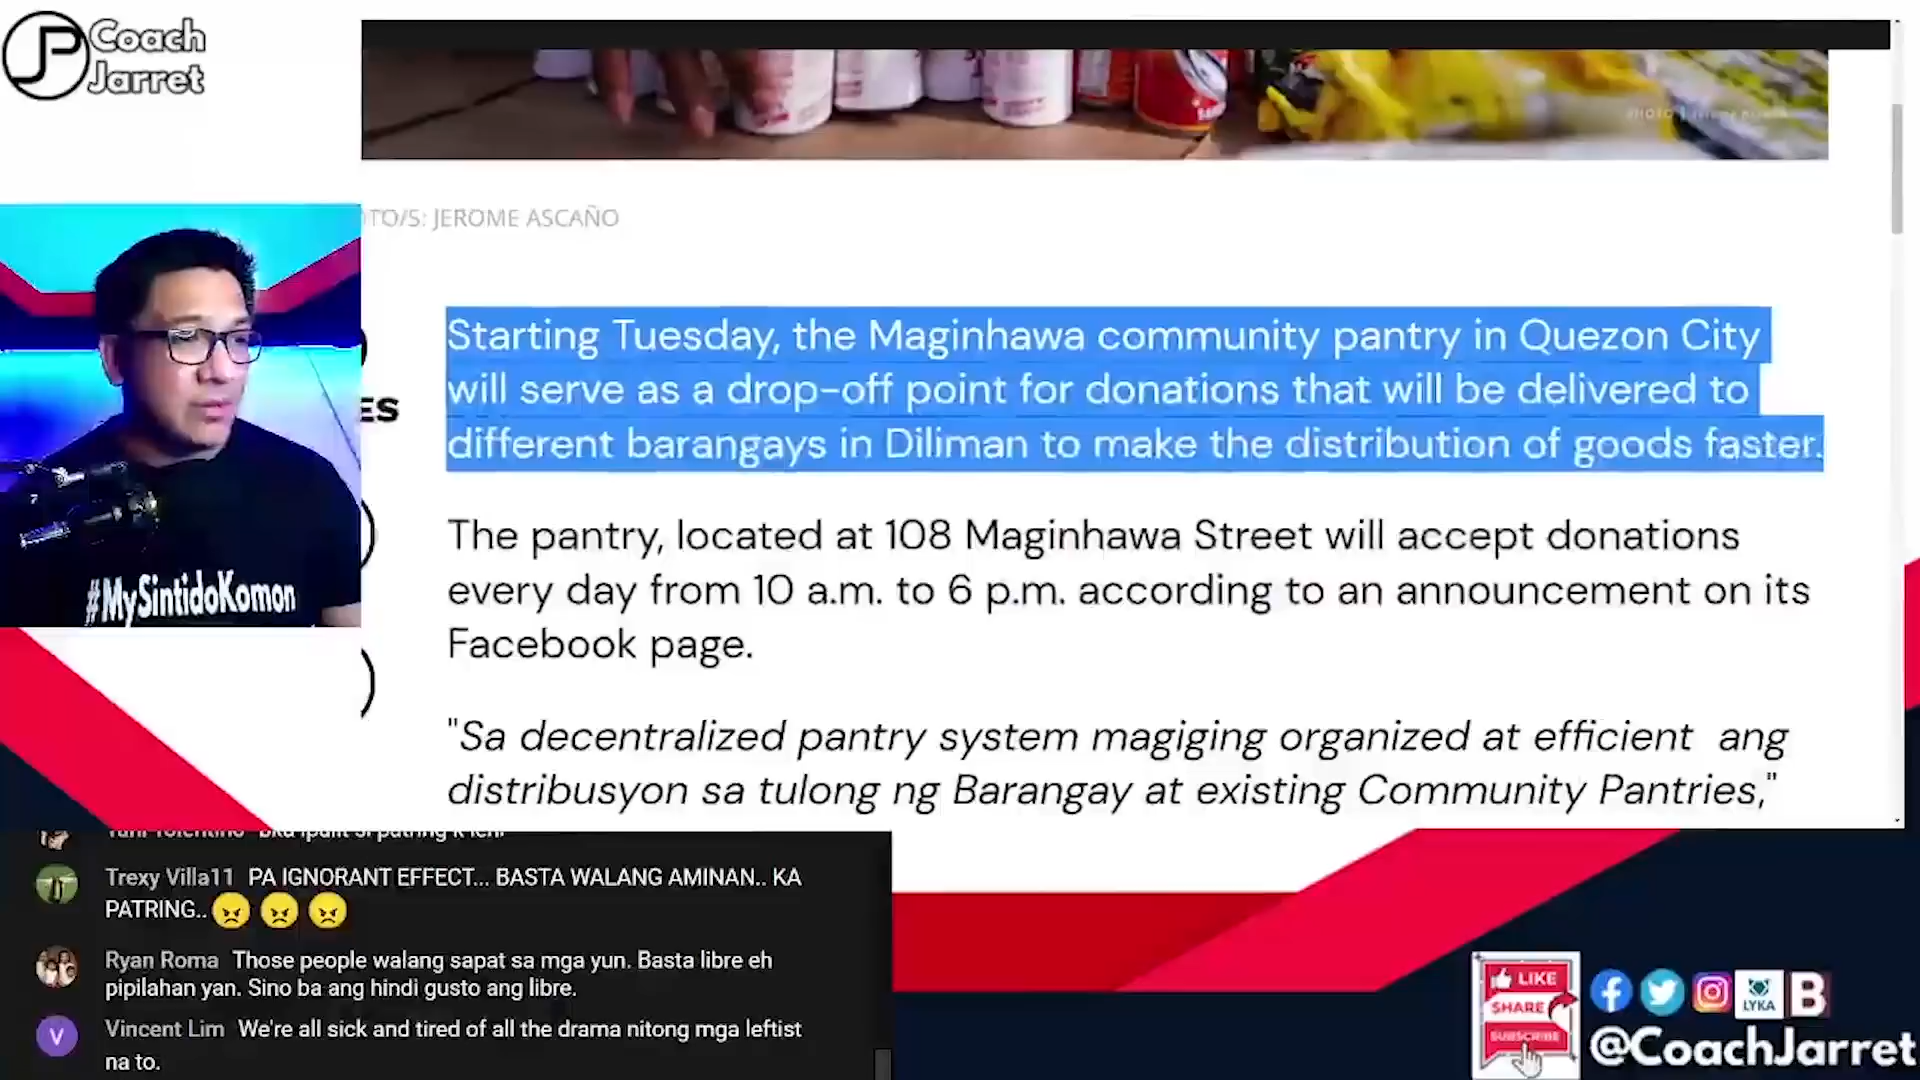 Coach
Jarret
TO/S: JEROME ASCAÑO
ES
Starting Tuesday, the Maginhawa community pantry in Quezon City
will serve as a drop-off point for donations that will be delivered to
different barangays in Diliman to make the distribution of goods faster.
The pantry, located at 108 Maginhawa Street will accept donations
every day from 10 a.m. to 6 p.m. according to an announcement on its
Facebook page.
"Sa decentralized pantry system magiging organized at efficient ang
distribusyon sa tulong ng Barangay at existing Community Pantries,"
#MySintidoKomon
Trexy Villa11 PA IGNORANT EFFECT... BASTA WALANG AMINAN.. KA
PATRING.. 😠 😠 😠
Ryan Roma Those people walang sapat sa mga yun. Basta libre eh
pipilahan yan. Sino ba ang hindi gusto ang libre.
V Vincent Lim We're all sick and tired of all the drama nitong mga leftist
na to.
LIKE
SHARE
SUBSCRIBE
LYKA
B
@CoachJarret